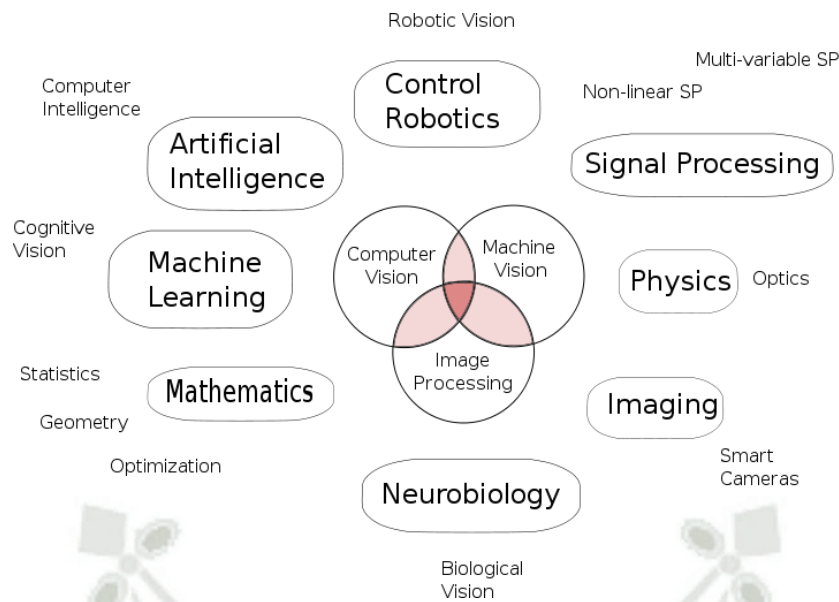 Robotic Vision
Multi-variable SP
Computer
Intelligence
Non-linear SP
Control
Robotics
Artificial
Intelligence
Signal Processing
Cognitive
Vision
Machine
Learning
Computer
Vision
Machine
Vision
Physics
Optics
Image
Processing
Statistics
Mathematics
Geometry
Optimization
Imaging
Smart
Cameras
Neurobiology
Biological
Vision